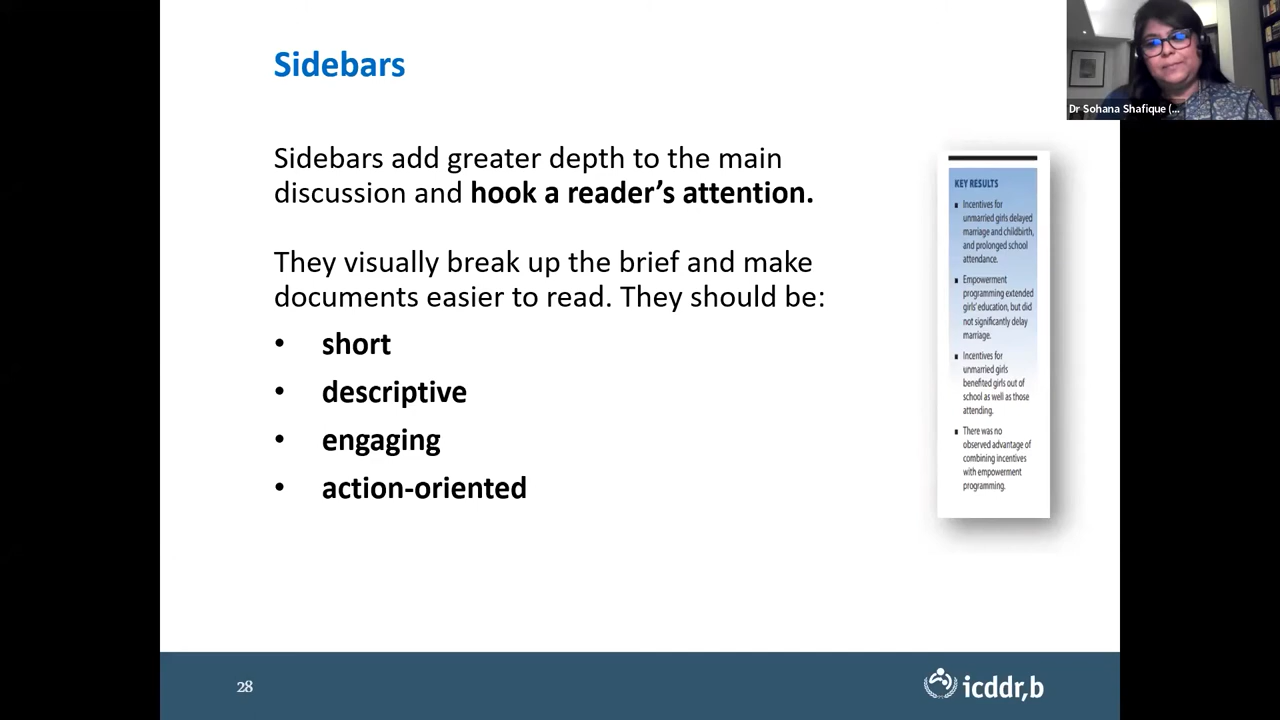 Sidebars
Dr Sohana Shafique (...
Sidebars add greater depth to the main
discussion and hook a reader’s attention.
They visually break up the brief and make
documents easier to read. They should be:
• short
• descriptive
• engaging
• action-oriented
KEY RESULTS
▪ Incentives for
unmarried girls delayed
marriage and childbirth,
and prolonged school
attendance.
▪ Empowerment
programming extended
girls' education, but did
not significantly delay
marriage.
▪ Incentives for
unmarried girls
benefited girls out of
school as well as those
attending.
▪ There was no
observed advantage of
combining incentives
with empowerment
programming.
28
icddr,b